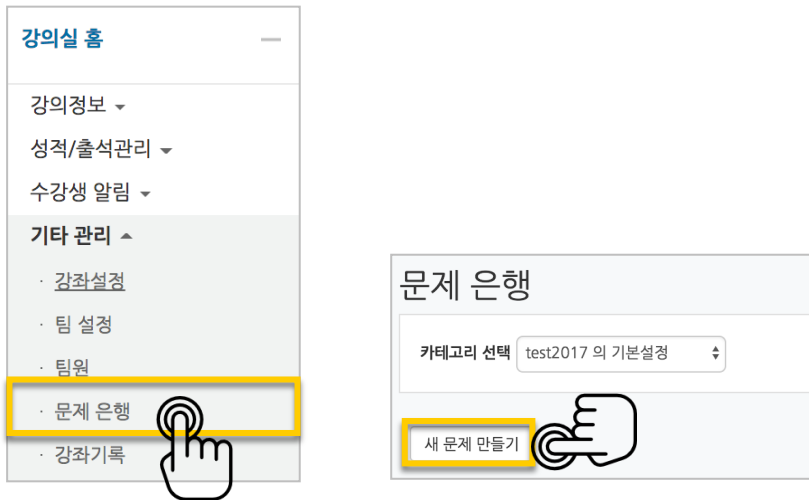 강의실 홈
강의정보
성적/출석관리
수강생 알림
기타 관리
· 강좌설정
· 팀 설정
· 팀원
· 문제 은행
· 강좌기록
문제 은행
카테고리 선택 test2017 의 기본설정
새 문제 만들기